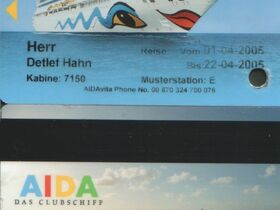 Herr
Reise: Vom 01-04-2005
Detlef Hahn
Bis 22-04-2005
Kabine: 7150
Musterstation: E
AIDAvita Phone No. 00 870 324 700 076
AIDA
DAS CLUBSCHIFF